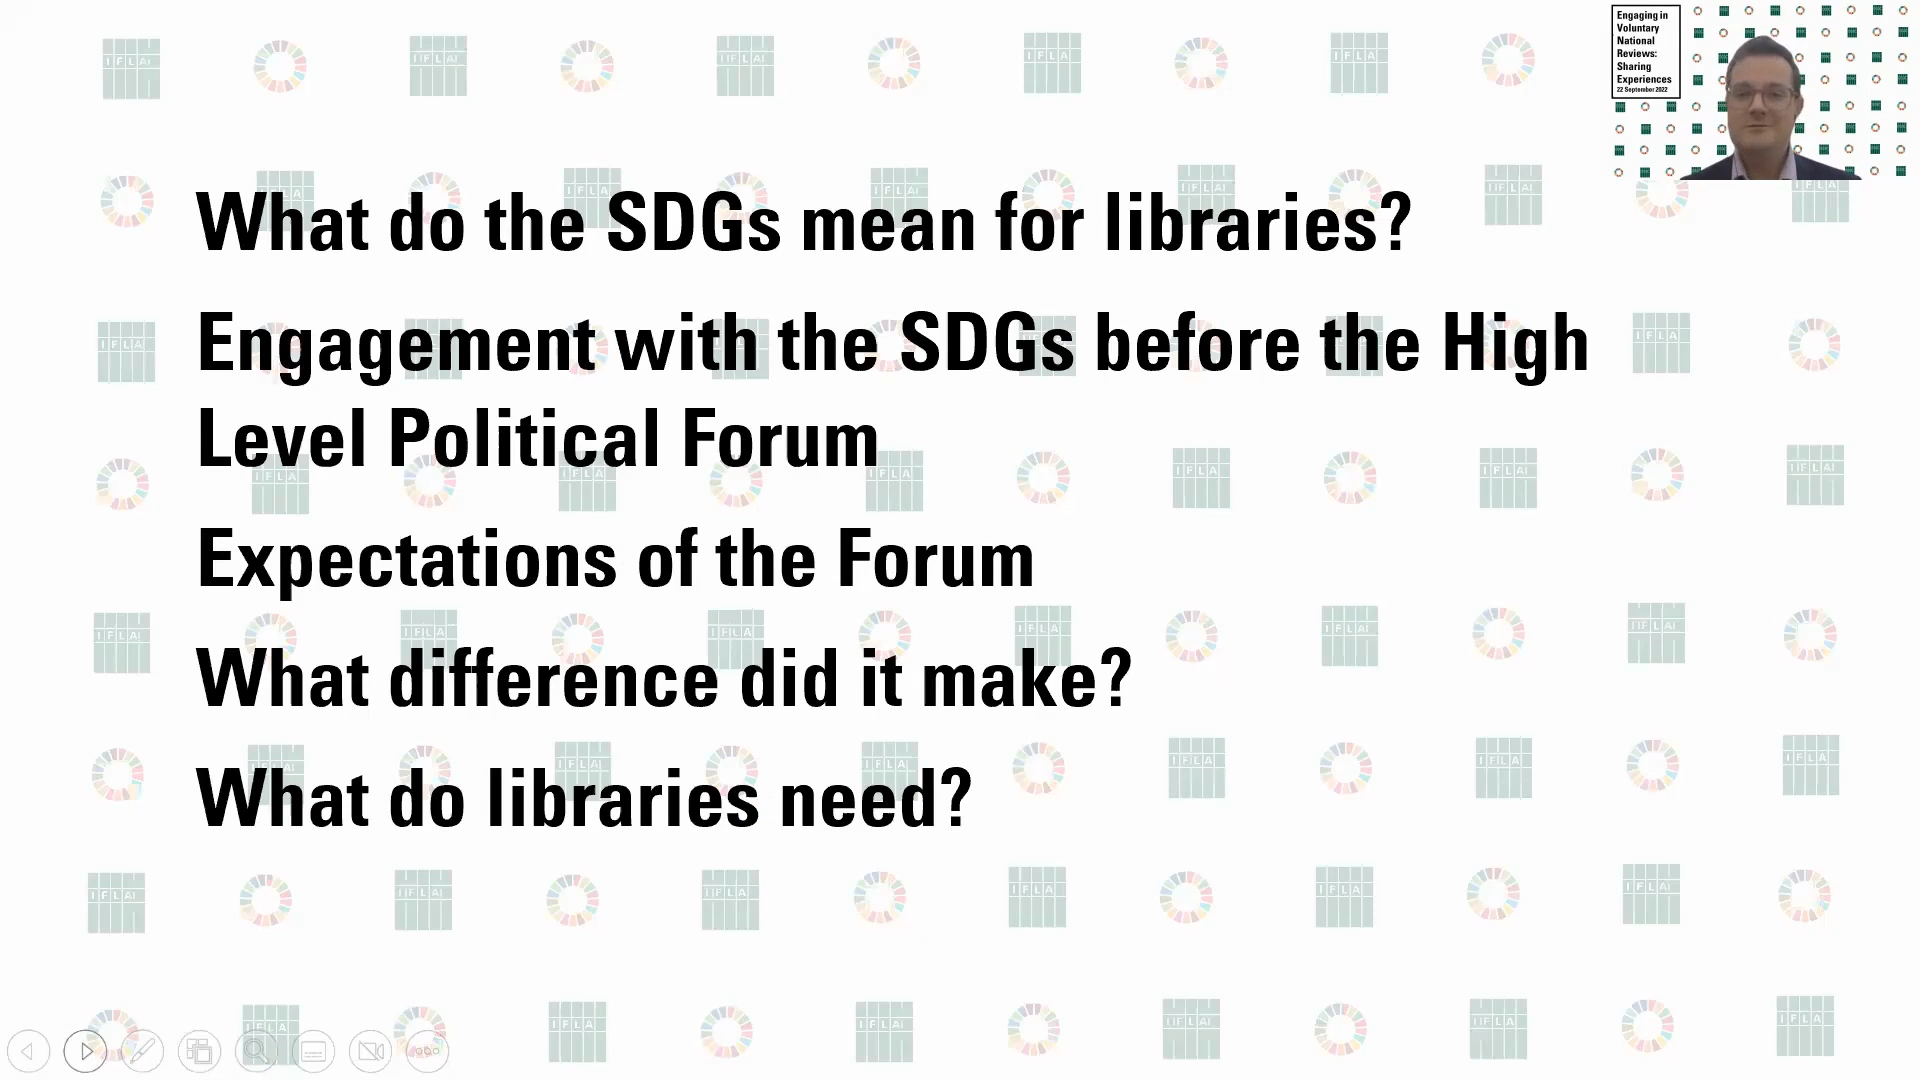 Engaging in
Voluntary
National
Reviews:
Sharing
Experiences
22 September 2022
What do the SDGs mean for libraries?
Engagement with the SDGs before the High
Level Political Forum
Expectations of the Forum
What difference did it make?
What do libraries need?
IFLA